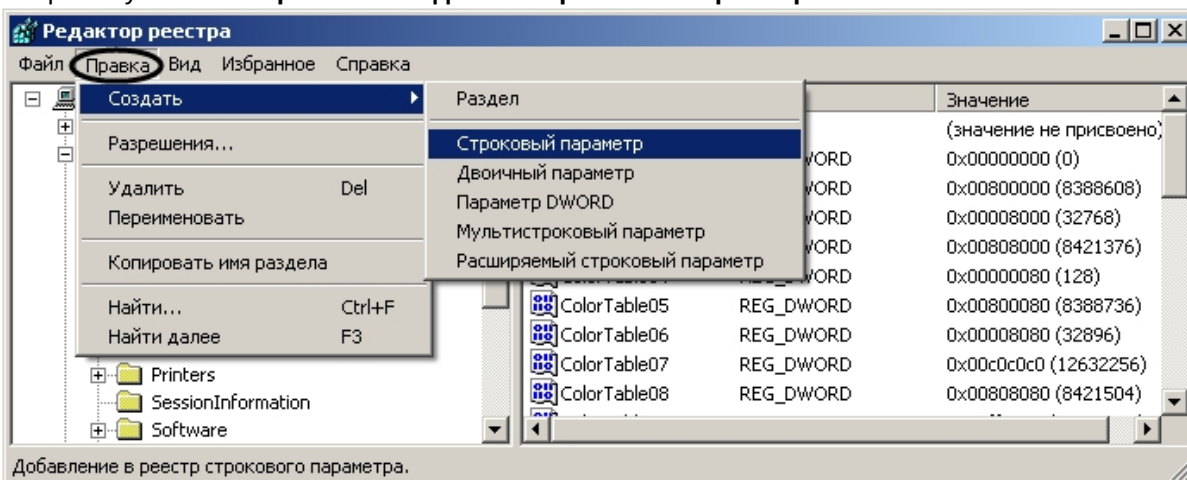 Редактор реестра
Файл Правка Вид Избранное Справка
Создать
Разрешения...
Удалить Del
Переименовать
Копировать имя раздела
Найти... Ctrl+F
Найти далее F3
Раздел
Строковый параметр
Двоичный параметр
Параметр DWORD
Мультистроковый параметр
Расширяемый строковый параметр
Значение
(значение не присвоено)
0x00000000 (0)
0x00800000 (8388608)
0x00008000 (32768)
0x00808000 (8421376)
0x00000080 (128)
ColorTable05 REG_DWORD 0x00800080 (8388736)
ColorTable06 REG_DWORD 0x00008080 (32896)
ColorTable07 REG_DWORD 0x00c0c0c0 (12632256)
ColorTable08 REG_DWORD 0x00808080 (8421504)
Printers
SessionInformation
Software
Добавление в реестр строкового параметра.